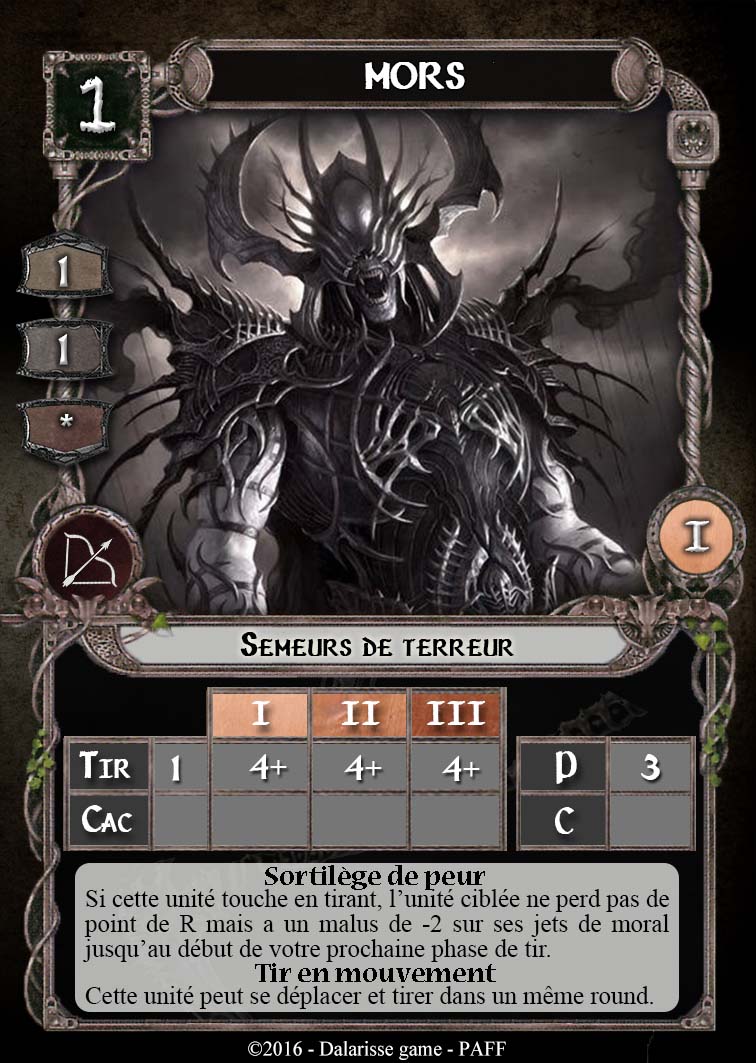 MORS
1
1
1
*
I
Semeurs de terreur
I II III
Tir 1 4+ 4+ 4+ P 3
Cac C
Sortilège de peur
Si cette unité touche en tirant, l'unité ciblée ne perd pas de
point de R mais a un malus de -2 sur ses jets de moral
jusqu'au début de votre prochaine phase de tir.
Tir en mouvement
Cette unité peut se déplacer et tirer dans un même round.
©2016 - Dalarisse game - PAFF